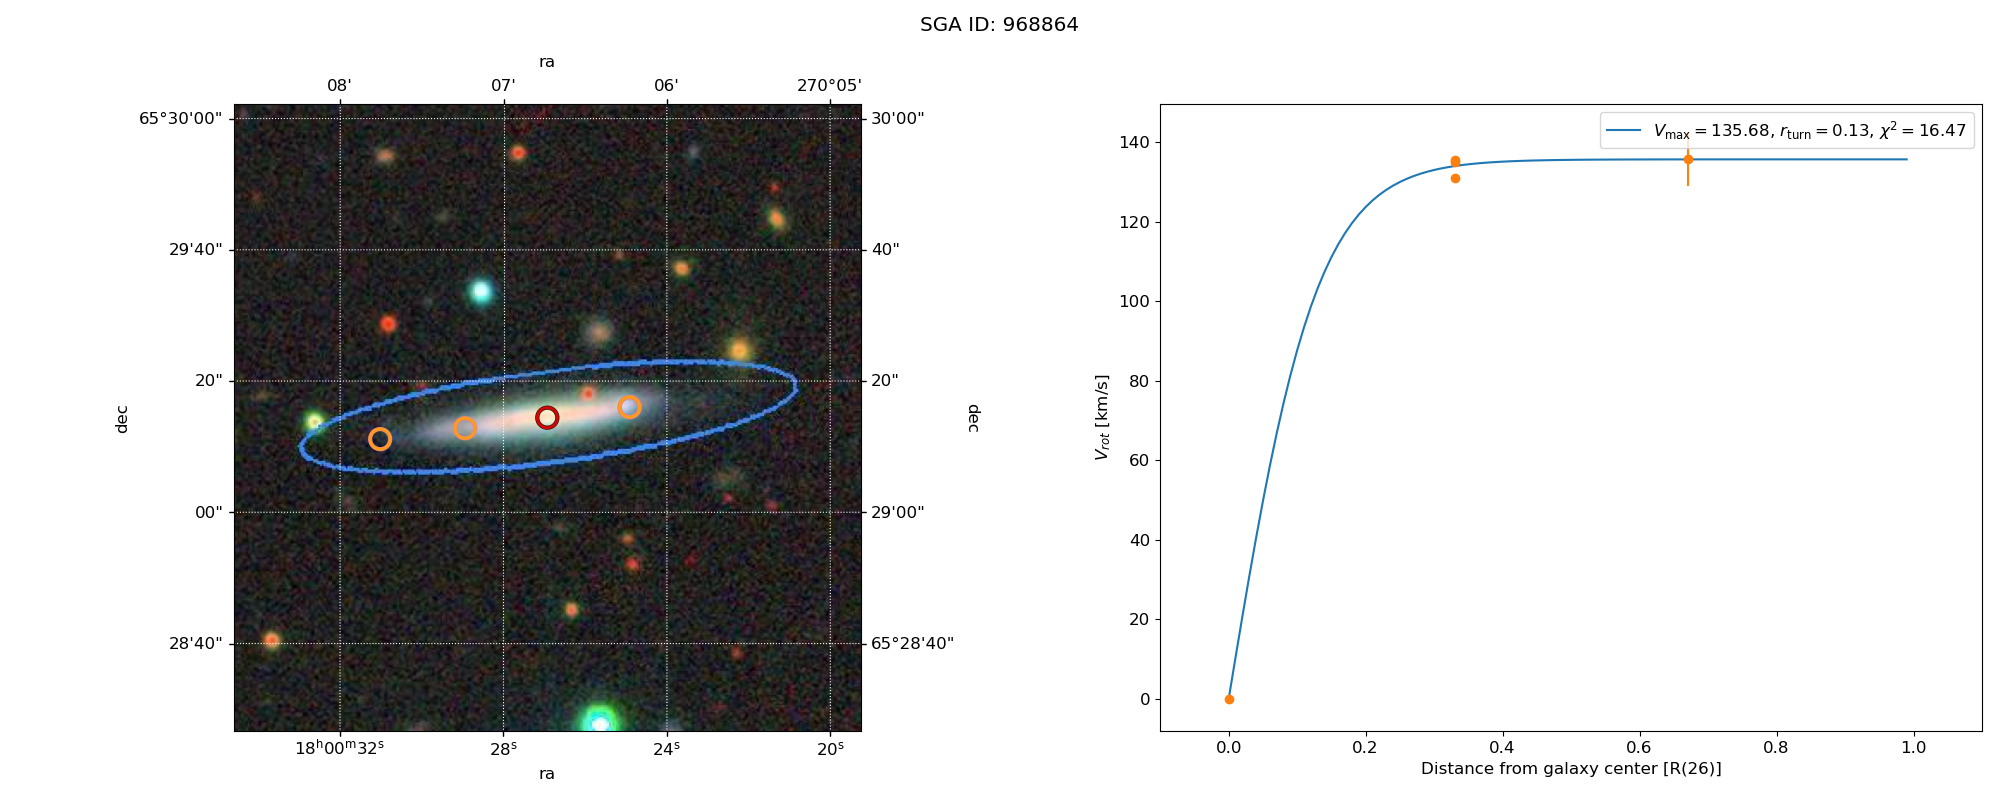 SGA ID: 968864
ra
08' 07' 06' 270°05'
65°30'00" 30'00"
29'40" 40"
20" 20"
00" 29'00"
28'40" 65°28'40"
dec
dec
18ʰ00ᵐ32ˢ 28ˢ 24ˢ 20ˢ
ra
V_max = 135.68, r_turn = 0.13, χ² = 16.47
140
120
100
80
60
40
20
0
V_rot [km/s]
0.0 0.2 0.4 0.6 0.8 1.0
Distance from galaxy center [R(26)]